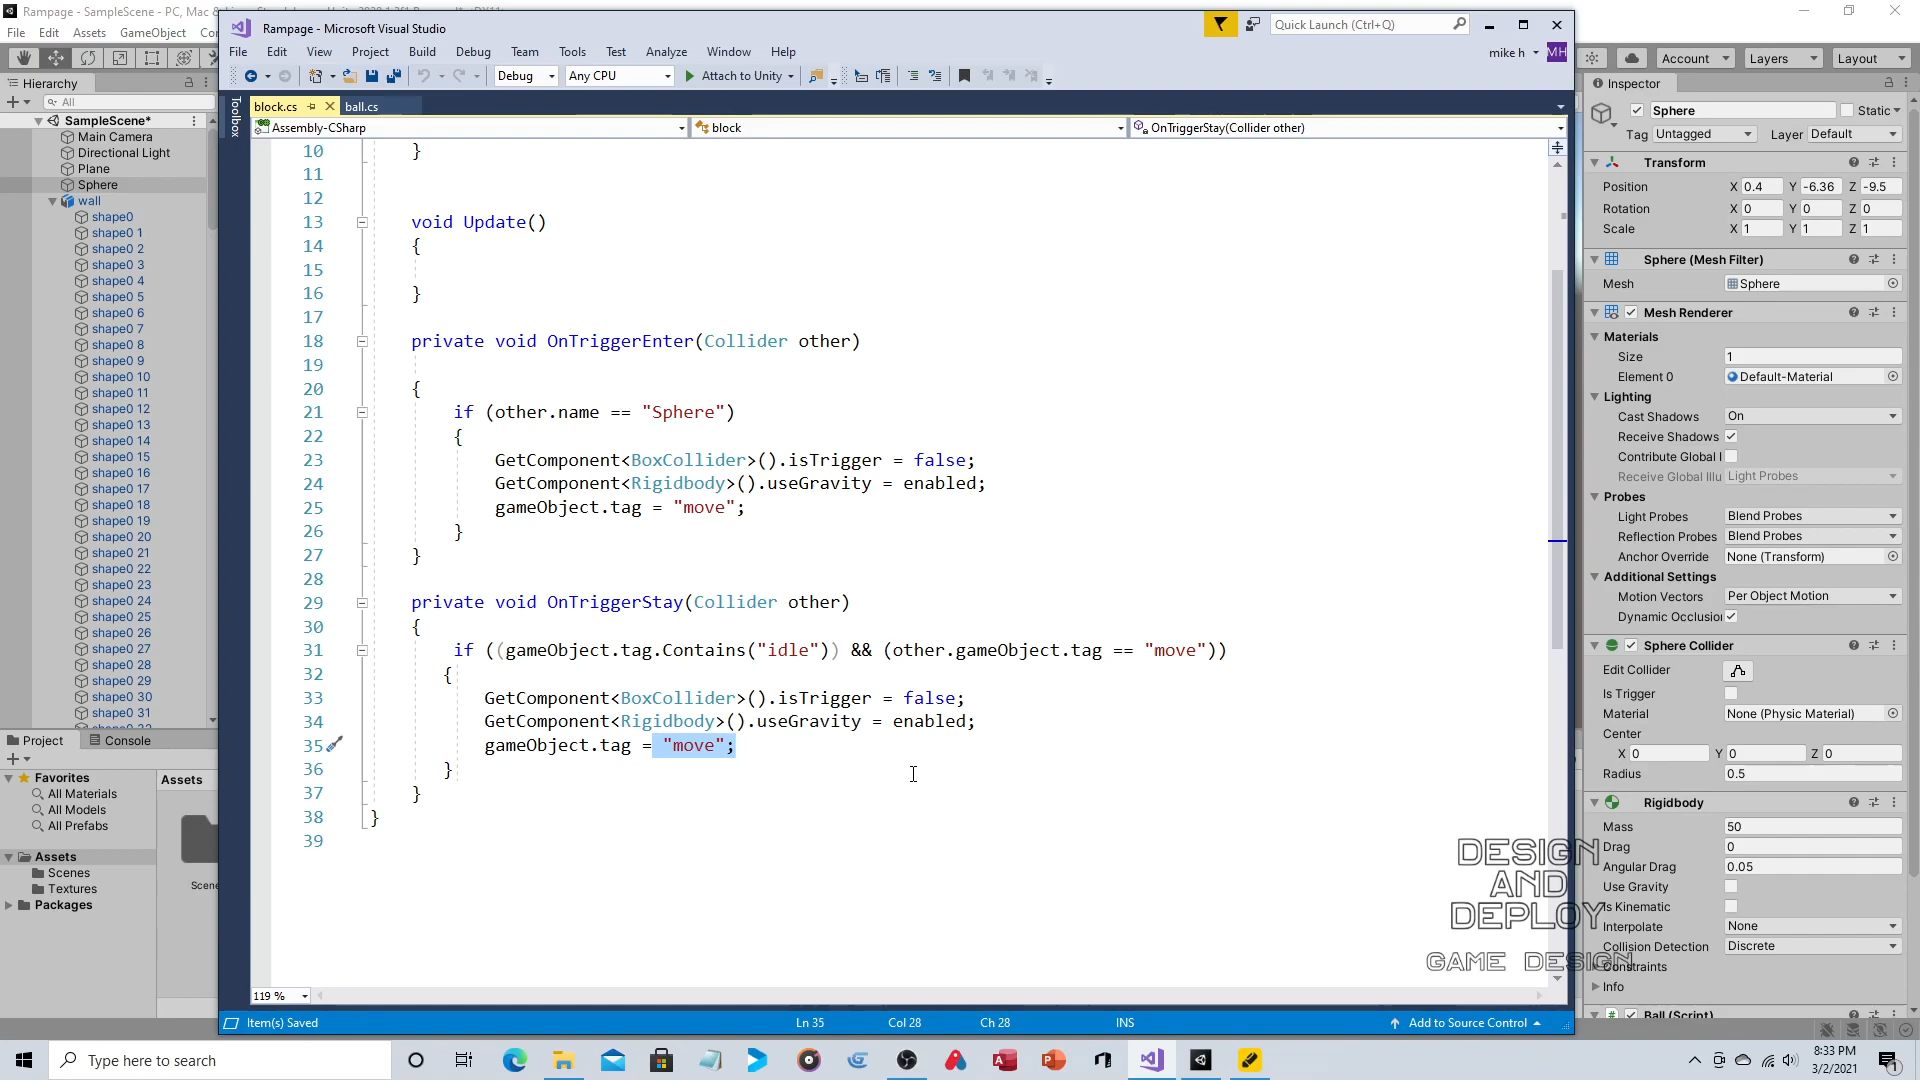 Rampage - SampleScene - PC, Mac &
File Edit Assets GameObject
Rampage - Microsoft Visual Studio
Quick Launch (Ctrl+Q)
File Edit View Project Build Debug Team Tools Test Analyze Window Help
mike h MH
Debug Any CPU Attach to Unity
Account Layers Layout
Hierarchy
All
SampleScene*
Main Camera
Directional Light
Plane
Sphere
wall
shape0
shape0 1
shape0 2
shape0 3
shape0 4
shape0 5
shape0 6
shape0 7
shape0 8
shape0 9
shape0 10
shape0 11
shape0 12
shape0 13
shape0 14
shape0 15
shape0 16
shape0 17
shape0 18
shape0 19
shape0 20
shape0 21
shape0 22
shape0 23
shape0 24
shape0 25
shape0 26
shape0 27
shape0 28
shape0 29
shape0 30
shape0 31
Project Console
Favorites
All Materials
All Models
All Prefabs
Assets
Scenes
Textures
Packages
Assets
Scene
Toolbox
block.cs ball.cs
Assembly-CSharp block OnTriggerStay(Collider other)
10 }
11
12
13 void Update()
14 {
15
16 }
17
18 private void OnTriggerEnter(Collider other)
19
20 {
21 if (other.name == "Sphere")
22 {
23 GetComponent<BoxCollider>().isTrigger = false;
24 GetComponent<Rigidbody>().useGravity = enabled;
25 gameObject.tag = "move";
26 }
27 }
28
29 private void OnTriggerStay(Collider other)
30 {
31 if ((gameObject.tag.Contains("idle")) && (other.gameObject.tag == "move"))
32 {
33 GetComponent<BoxCollider>().isTrigger = false;
34 GetComponent<Rigidbody>().useGravity = enabled;
35 gameObject.tag = "move";
36 }
37 }
38 }
39
119 %
Item(s) Saved Ln 35 Col 28 Ch 28 INS Add to Source Control
Inspector
Sphere Static
Tag Untagged Layer Default
Transform
Position X 0.4 Y -6.36 Z -9.5
Rotation X 0 Y 0 Z 0
Scale X 1 Y 1 Z 1
Sphere (Mesh Filter)
Mesh Sphere
Mesh Renderer
Materials
Size 1
Element 0 Default-Material
Lighting
Cast Shadows On
Receive Shadows
Contribute Global I
Receive Global Illu Light Probes
Probes
Light Probes Blend Probes
Reflection Probes Blend Probes
Anchor Override None (Transform)
Additional Settings
Motion Vectors Per Object Motion
Dynamic Occlusion
Sphere Collider
Edit Collider
Is Trigger
Material None (Physic Material)
Center
X 0 Y 0 Z 0
Radius 0.5
Rigidbody
Mass 50
Drag 0
Angular Drag 0.05
Use Gravity
Is Kinematic
Interpolate None
Collision Detection Discrete
Constraints
Info
Ball (Script)
DESIGN
AND
DEPLOY
GAME DESIGN
Type here to search
8:33 PM
3/2/2021
1